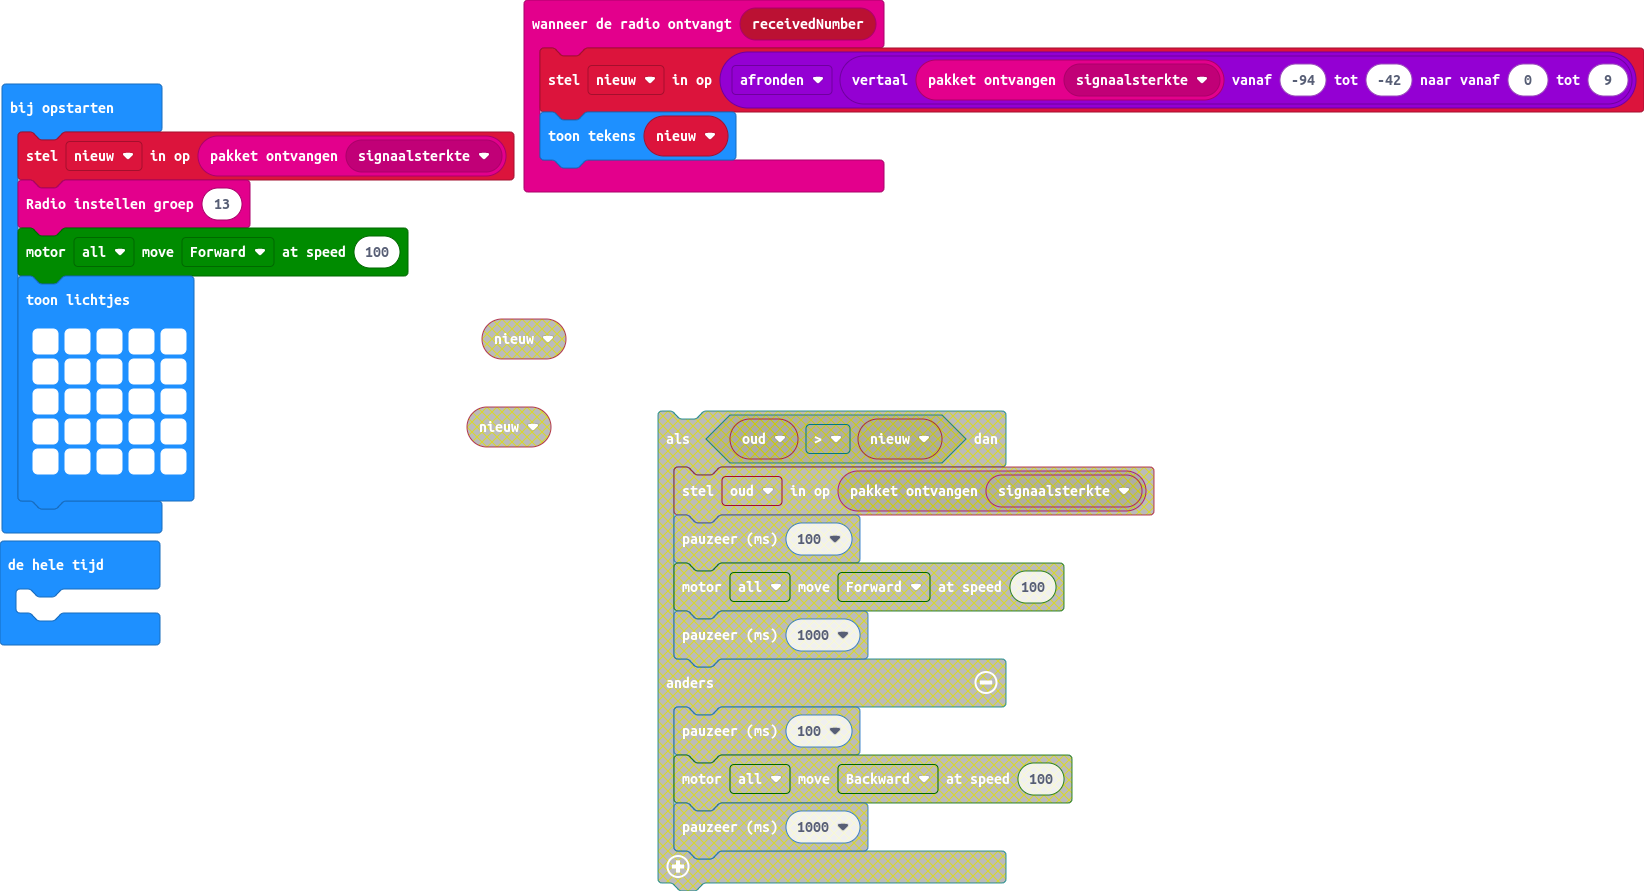 wanneer de radio ontvangt receivedNumber
stel nieuw in op afronden vertaal pakket ontvangen signaalsterkte vanaf -94 tot -42 naar vanaf 0 tot 9
toon tekens nieuw
bij opstarten
stel nieuw in op pakket ontvangen signaalsterkte
Radio instellen groep 13
motor all move Forward at speed 100
toon lichtjes
de hele tijd
nieuw
nieuw
als oud > nieuw dan
stel oud in op pakket ontvangen signaalsterkte
pauzeer (ms) 100
motor all move Forward at speed 100
pauzeer (ms) 1000
anders
pauzeer (ms) 100
motor all move Backward at speed 100
pauzeer (ms) 1000